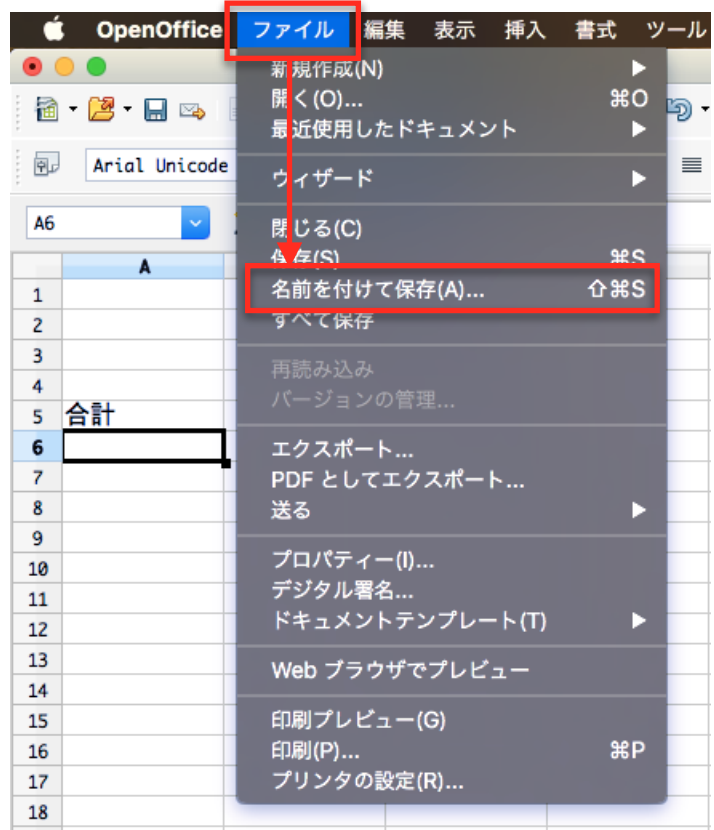 OpenOffice ファイル 編集 表示 挿入 書式 ツール
新規作成(N)
開く(O)... ⌘O
最近使用したドキュメント
Arial Unicode
ウィザード
A6
閉じる(C)
保存(S) ⌘S
A
名前を付けて保存(A)... ⇧⌘S
1
すべて保存
2
3
再読み込み
4
バージョンの管理...
5 合計
6
エクスポート...
7
PDF としてエクスポート...
8
送る
9
プロパティー(I)...
10
デジタル署名...
11
ドキュメントテンプレート(T)
12
13
Web ブラウザでプレビュー
14
15
印刷プレビュー(G)
16
印刷(P)... ⌘P
17
プリンタの設定(R)...
18